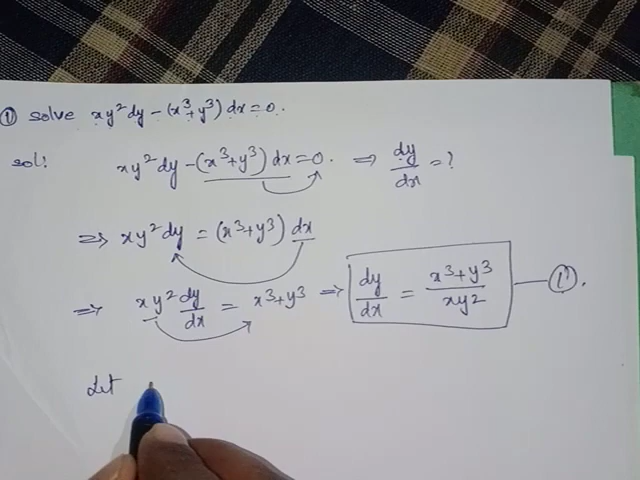 ① solve xy²dy - (x³+y³) dx = 0.
sol: xy²dy - (x³+y³) dx = 0. ⇒ dy/dx = ?
⇒ xy²dy = (x³+y³) dx
⇒ xy² dy/dx = x³+y³ ⇒ dy/dx = x³+y³/xy2 — ①.
Let